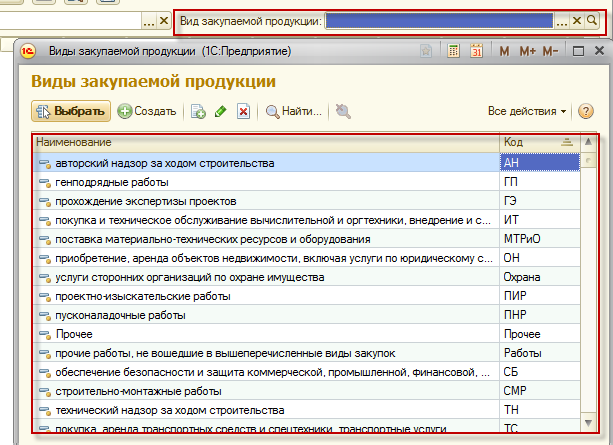 Вид закупаемой продукции:
Виды закупаемой продукции (1С:Предприятие)
M M+ M-
Виды закупаемой продукции
Выбрать Создать Найти... Все действия
Наименование Код
авторский надзор за ходом строительства АН
генподрядные работы ГП
прохождение экспертизы проектов ГЭ
покупка и техническое обслуживание вычислительной и оргтехники, внедрение и с... ИТ
поставка материально-технических ресурсов и оборудования МТРиО
приобретение, аренда объектов недвижимости, включая услуги по юридическому с... ОН
услуги сторонних организаций по охране имущества Охрана
проектно-изыскательские работы ПИР
пусконаладочные работы ПНР
Прочее Прочее
прочие работы, не вошедшие в вышеперечисленные виды закупок Работы
обеспечение безопасности и защита коммерческой, промышленной, финансовой, ... СБ
строительно-монтажные работы СМР
технический надзор за ходом строительства ТН
покупка, аренда транспортных средств и спецтехники, транспортные услуги ТС